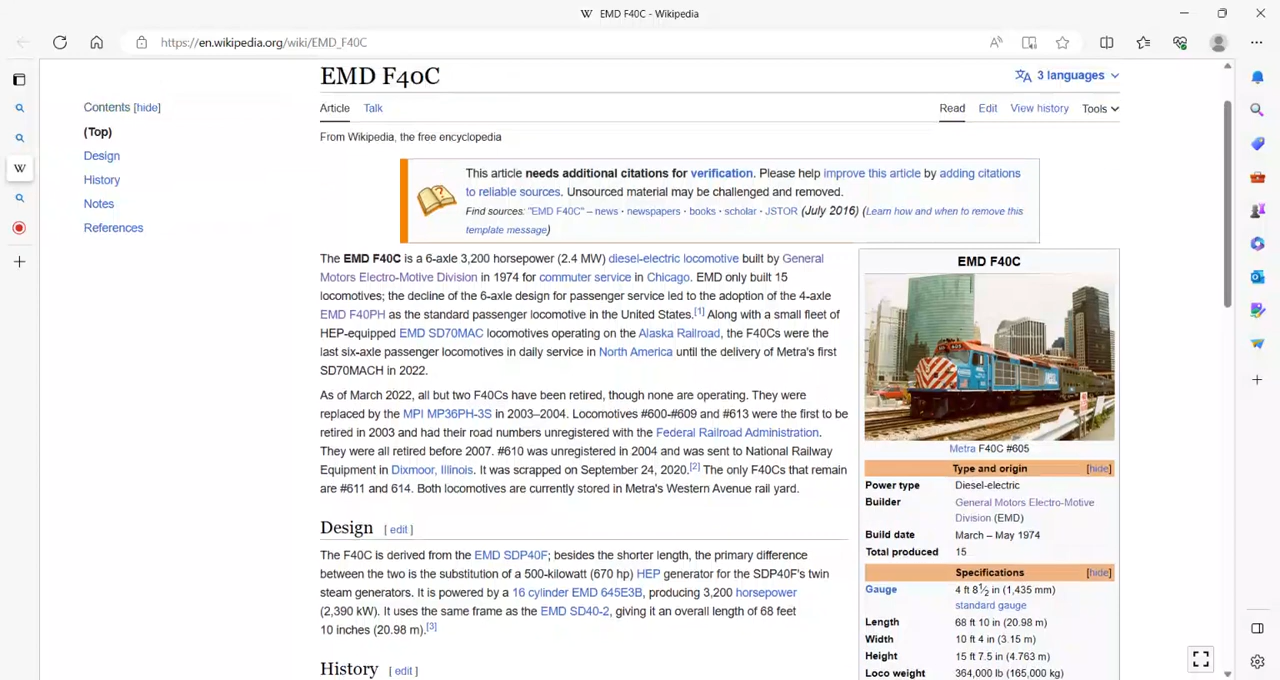 EMD F40C - Wikipedia
https://en.wikipedia.org/wiki/EMD_F40C
EMD F40C
3 languages
Contents [hide]
(Top)
Design
History
Notes
References
Article Talk
Read Edit View history Tools
From Wikipedia, the free encyclopedia
This article needs additional citations for verification. Please help improve this article by adding citations
to reliable sources. Unsourced material may be challenged and removed.
Find sources: "EMD F40C" – news · newspapers · books · scholar · JSTOR (July 2016) (Learn how and when to remove this
template message)
The EMD F40C is a 6-axle 3,200 horsepower (2.4 MW) diesel-electric locomotive built by General
Motors Electro-Motive Division in 1974 for commuter service in Chicago. EMD only built 15
locomotives; the decline of the 6-axle design for passenger service led to the adoption of the 4-axle
EMD F40PH as the standard passenger locomotive in the United States.[1] Along with a small fleet of
HEP-equipped EMD SD70MAC locomotives operating on the Alaska Railroad, the F40Cs were the
last six-axle passenger locomotives in daily service in North America until the delivery of Metra's first
SD70MACH in 2022.
As of March 2022, all but two F40Cs have been retired, though none are operating. They were
replaced by the MPI MP36PH-3S in 2003–2004. Locomotives #600-#609 and #613 were the first to be
retired in 2003 and had their road numbers unregistered with the Federal Railroad Administration.
They were all retired before 2007. #610 was unregistered in 2004 and was sent to National Railway
Equipment in Dixmoor, Illinois. It was scrapped on September 24, 2020.[2] The only F40Cs that remain
are #611 and 614. Both locomotives are currently stored in Metra's Western Avenue rail yard.
Design [ edit ]
The F40C is derived from the EMD SDP40F; besides the shorter length, the primary difference
between the two is the substitution of a 500-kilowatt (670 hp) HEP generator for the SDP40F's twin
steam generators. It is powered by a 16 cylinder EMD 645E3B, producing 3,200 horsepower
(2,390 kW). It uses the same frame as the EMD SD40-2, giving it an overall length of 68 feet
10 inches (20.98 m).[3]
History [ edit ]
EMD F40C
Metra F40C #605
Type and origin [hide]
Power type Diesel-electric
Builder General Motors Electro-Motive
Division (EMD)
Build date March – May 1974
Total produced 15
Specifications [hide]
Gauge 4 ft 8 1⁄2 in (1,435 mm)
standard gauge
Length 68 ft 10 in (20.98 m)
Width 10 ft 4 in (3.15 m)
Height 15 ft 7.5 in (4.763 m)
Loco weight 364,000 lb (165,000 kg)